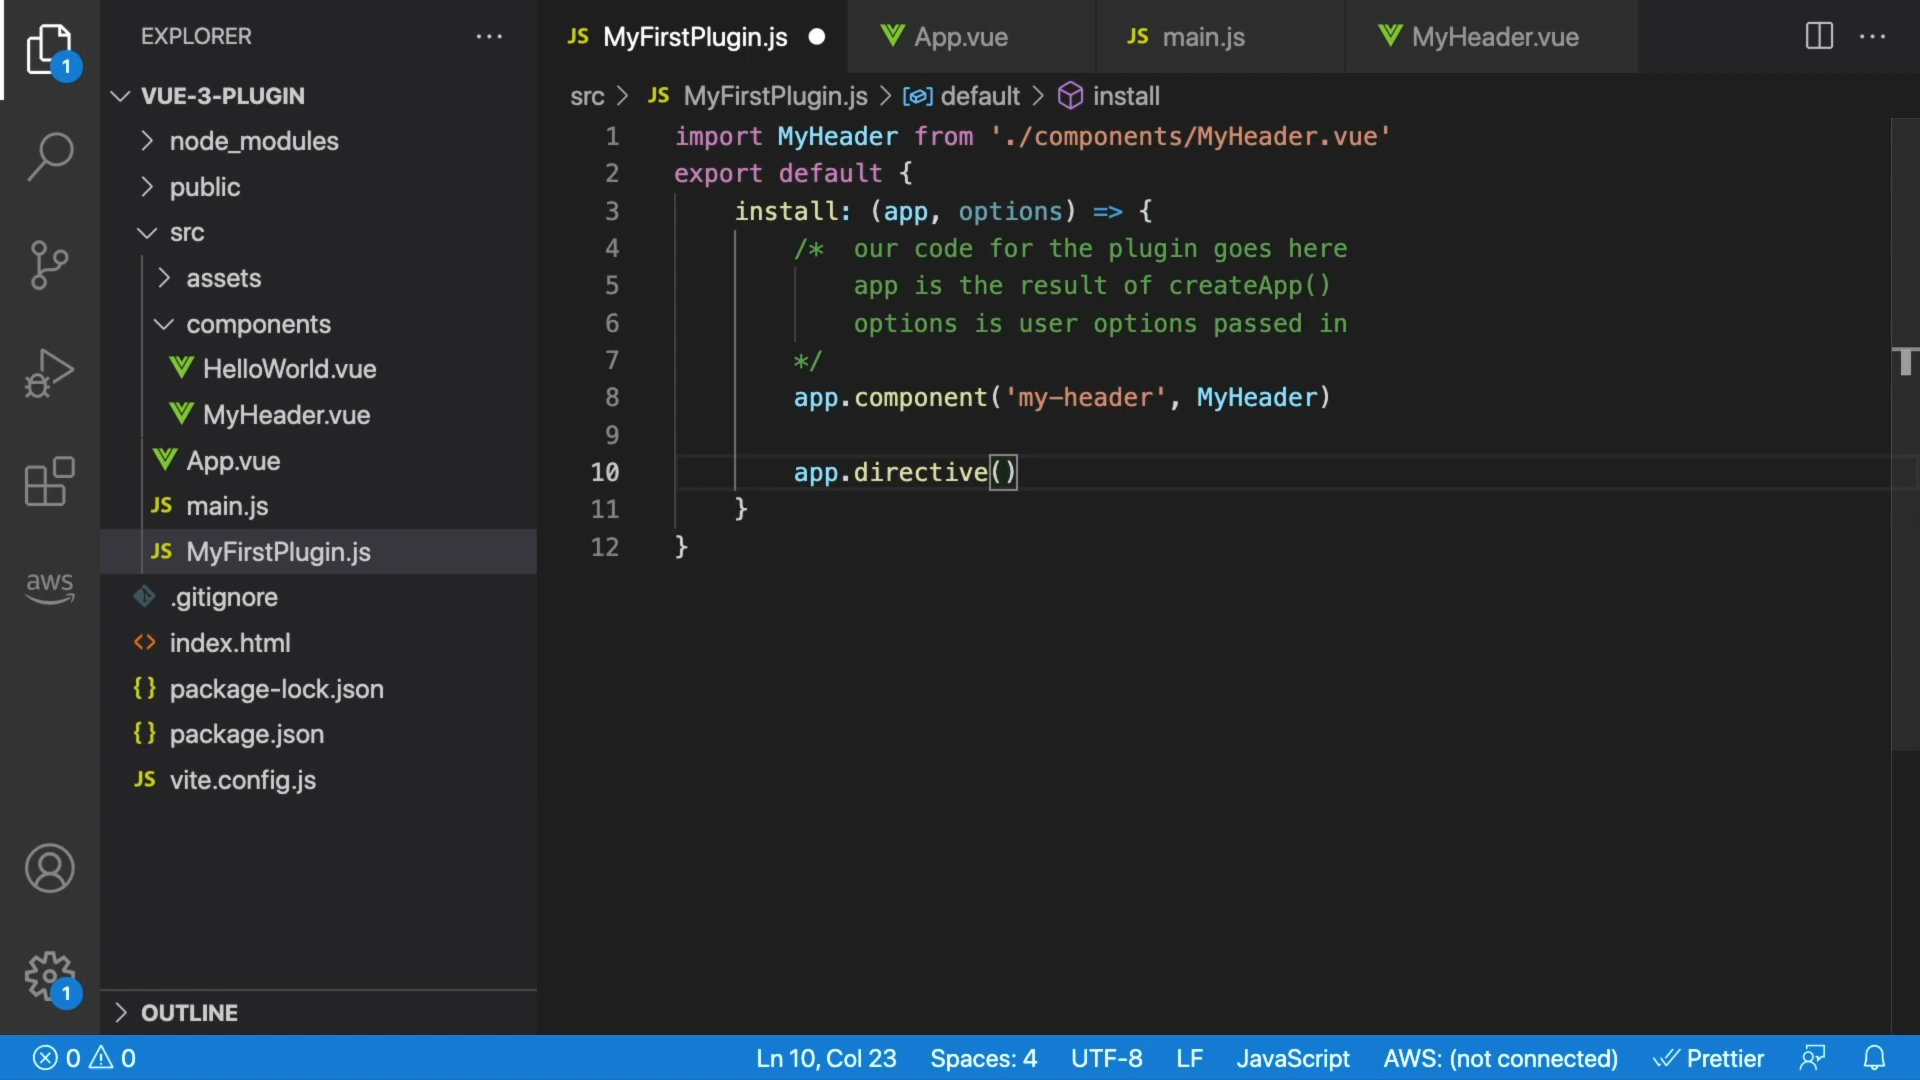 EXPLORER
1
VUE-3-PLUGIN
node_modules
public
src
assets
components
HelloWorld.vue
MyHeader.vue
App.vue
JS main.js
JS MyFirstPlugin.js
.gitignore
<> index.html
{} package-lock.json
{} package.json
JS vite.config.js
aws
1
OUTLINE
JS MyFirstPlugin.js
App.vue
JS main.js
MyHeader.vue
src > JS MyFirstPlugin.js > default > install
1 import MyHeader from './components/MyHeader.vue'
2 export default {
3 install: (app, options) => {
4 /* our code for the plugin goes here
5 app is the result of createApp()
6 options is user options passed in
7 */
8 app.component('my-header', MyHeader)
9
10 app.directive()
11 }
12 }
0 0
Ln 10, Col 23
Spaces: 4
UTF-8
LF
JavaScript
AWS: (not connected)
Prettier